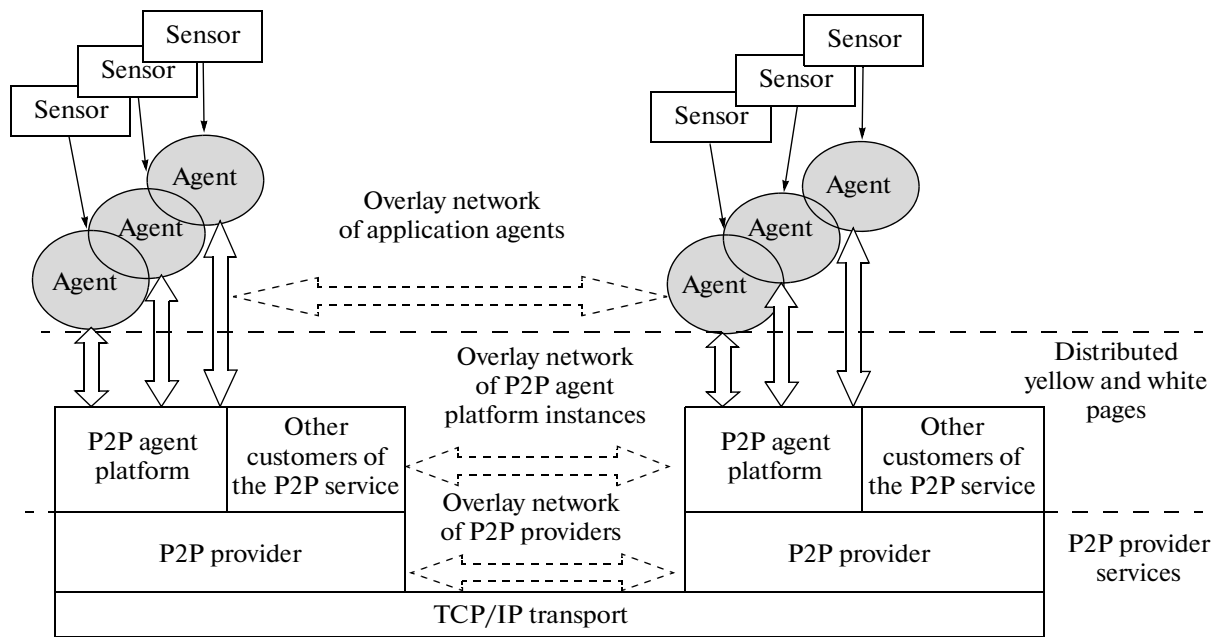 Sensor
Sensor
Sensor
Sensor
Sensor
Sensor
Agent
Agent
Agent
Agent
Agent
Agent
Overlay network
of application agents
Overlay network
of P2P agent
platform instances
Distributed
yellow and white
pages
P2P agent
platform
Other
customers of
the P2P service
P2P agent
platform
Other
customers of
the P2P service
Overlay network
of P2P providers
P2P provider
P2P provider
P2P provider
services
TCP/IP transport